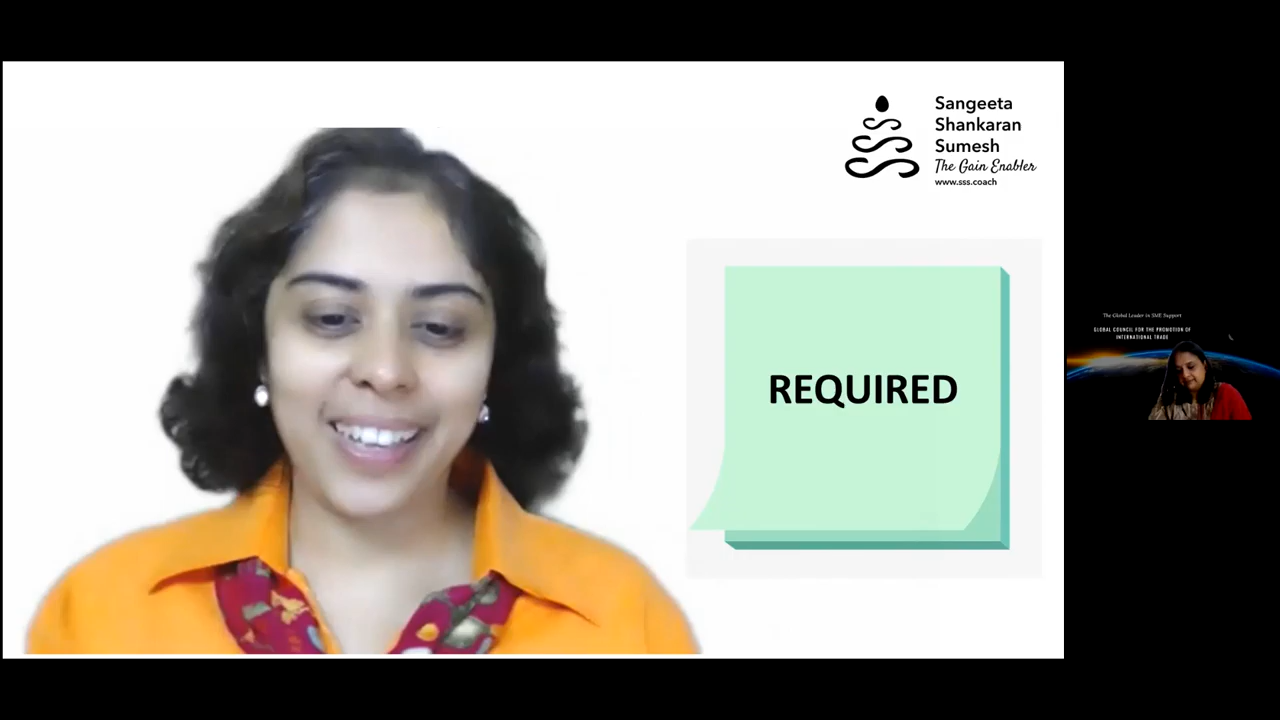 Sangeeta
Shankaran
Sumesh
The Gain Enabler
www.sss.coach
REQUIRED
The Global Leader in SME Support
GLOBAL COUNCIL FOR THE PROMOTION OF
INTERNATIONAL TRADE